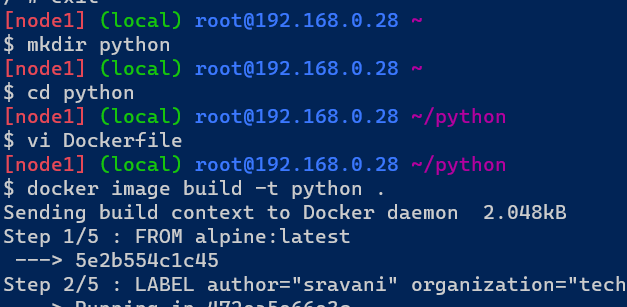 / # exit
[node1] (local) root@192.168.0.28 ~
$ mkdir python
[node1] (local) root@192.168.0.28 ~
$ cd python
[node1] (local) root@192.168.0.28 ~/python
$ vi Dockerfile
[node1] (local) root@192.168.0.28 ~/python
$ docker image build -t python .
Sending build context to Docker daemon  2.048kB
Step 1/5 : FROM alpine:latest
 ---> 5e2b554c1c45
Step 2/5 : LABEL author="sravani" organization="tech
 ---> Running in